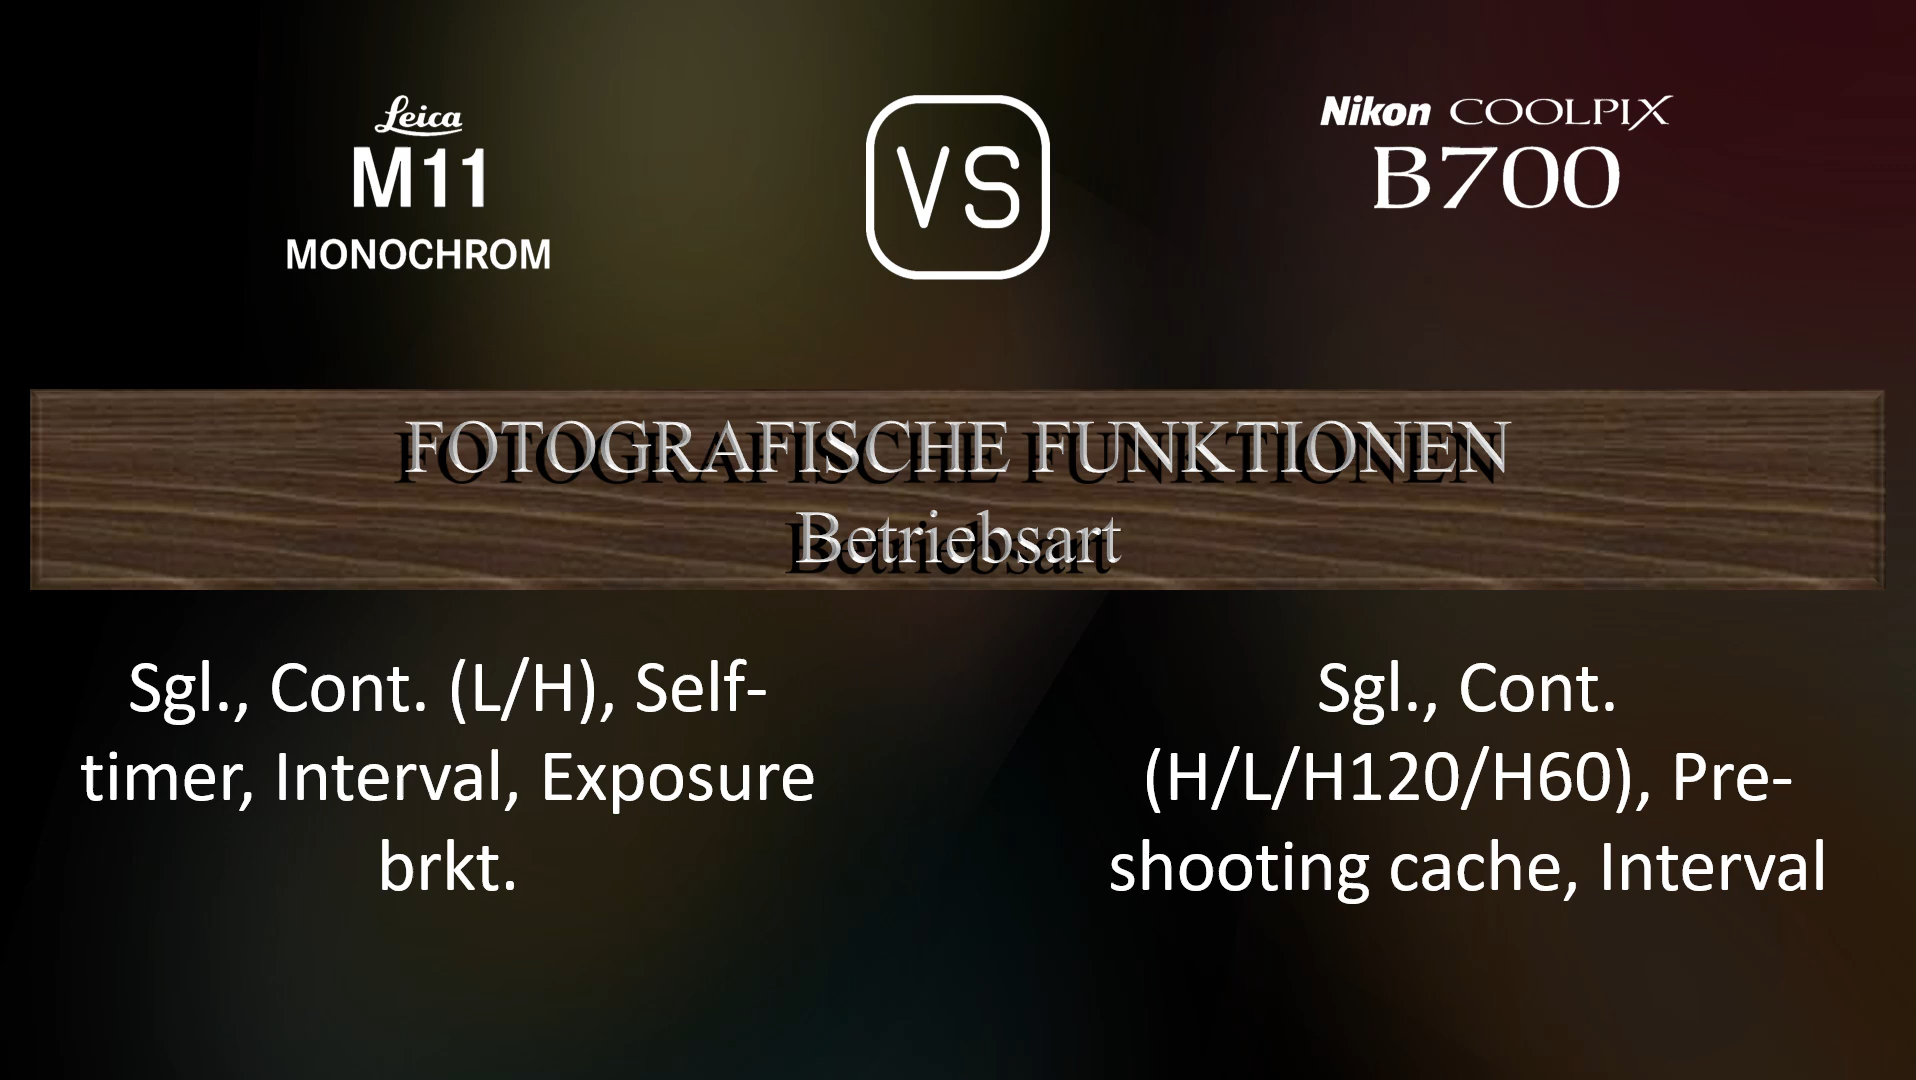 Leica
M11
MONOCHROM
VS
Nikon COOLPIX
B700
FOTOGRAFISCHE FUNKTIONEN
Betriebsart
Sgl., Cont. (L/H), Self-
timer, Interval, Exposure
brkt.
Sgl., Cont.
(H/L/H120/H60), Pre-
shooting cache, Interval